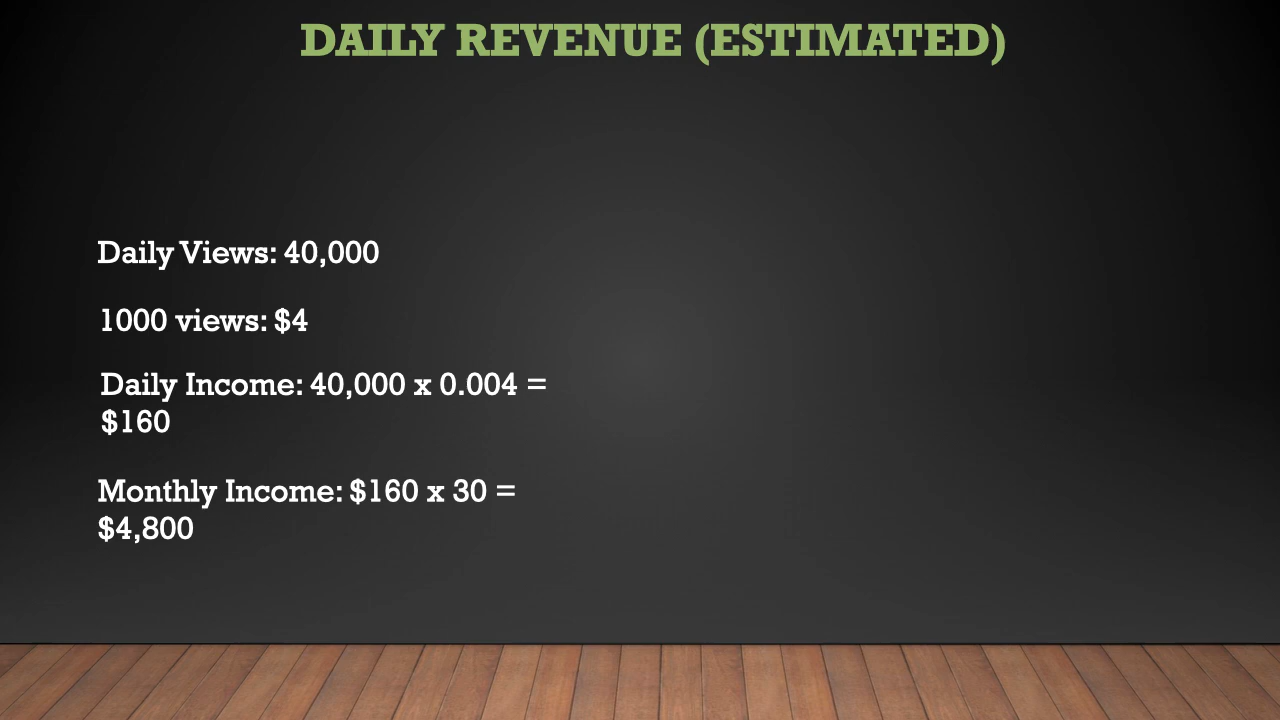 DAILY REVENUE (ESTIMATED)
Daily Views: 40,000
1000 views: $4
Daily Income: 40,000 x 0.004 =
$160
Monthly Income: $160 x 30 =
$4,800